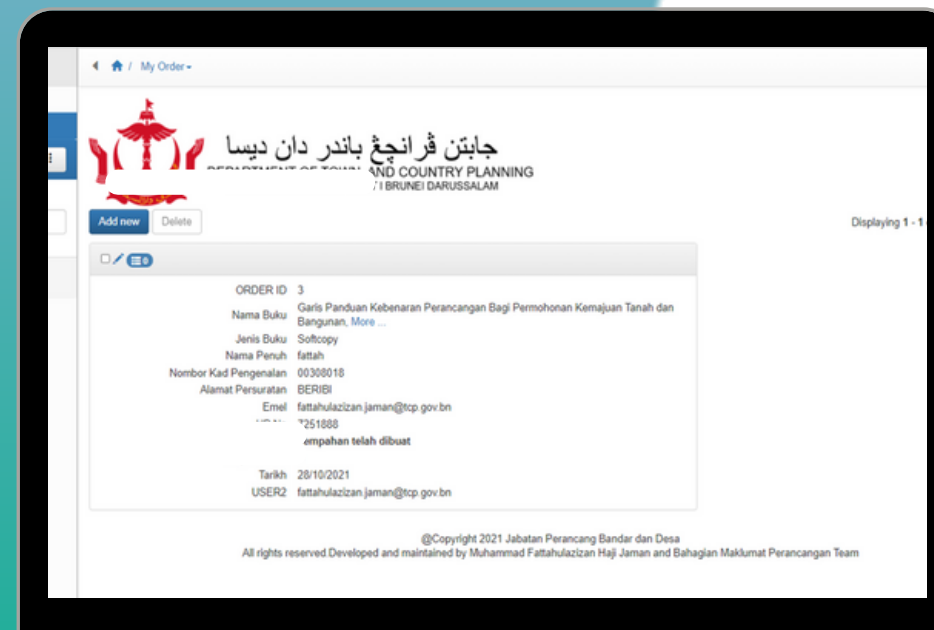 / My Order
جابتن ڤرانچڠ باندر دان ديسا
DEPARTMENT OF TOWN AND COUNTRY PLANNING
BRUNEI DARUSSALAM
Add new Delete
Displaying 1 - 1
0
ORDER ID 3
Nama Buku Garis Panduan Kebenaran Perancangan Bagi Permohonan Kemajuan Tanah dan
Bangunan, More ...
Jenis Buku Softcopy
Nama Penuh fattah
Nombor Kad Pengenalan 00308018
Alamat Persuratan BERIBI
Emel fattahulazizan.jaman@tcp.gov.bn
7251888
telah dibuat
Tarikh 28/10/2021
USER2 fattahulazizan.jaman@tcp.gov.bn
@Copyright 2021 Jabatan Perancang Bandar dan Desa
All rights reserved.Developed and maintained by Muhammad Fattahulazizan Haji Jaman and Bahagian Maklumat Perancangan Team